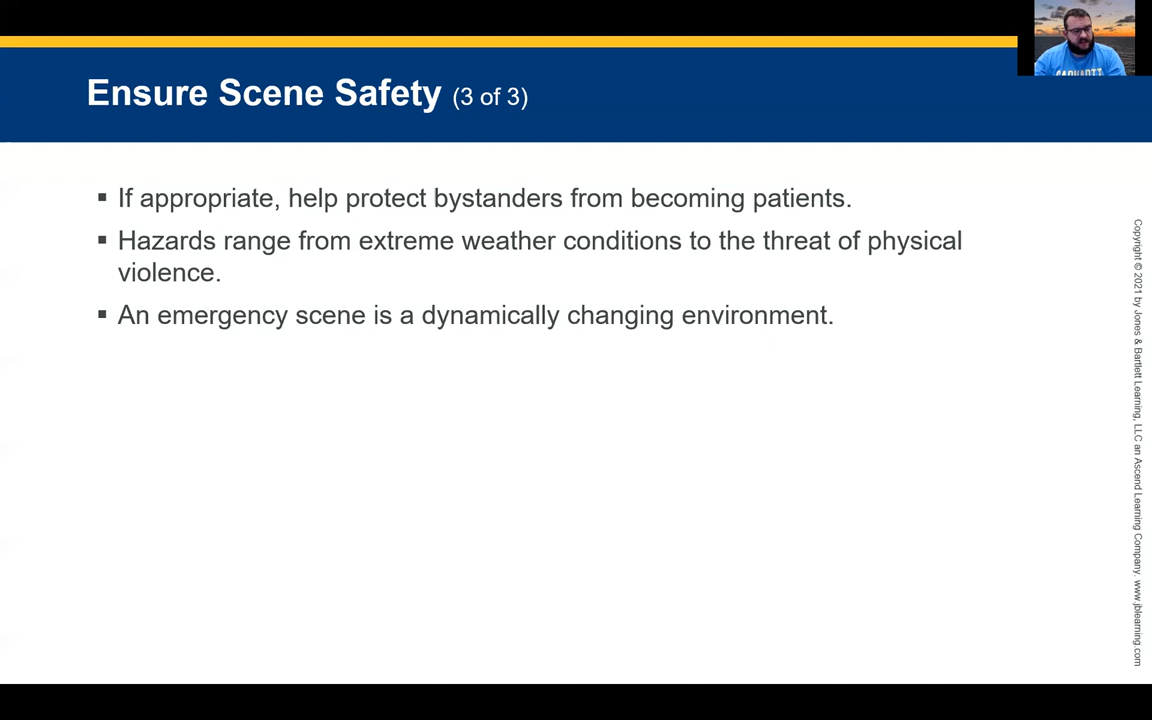 Ensure Scene Safety (3 of 3)
▪ If appropriate, help protect bystanders from becoming patients.
▪ Hazards range from extreme weather conditions to the threat of physical
violence.
▪ An emergency scene is a dynamically changing environment.
Copyright © 2021 by Jones & Bartlett Learning, LLC an Ascend Learning Company. www.jblearning.com
CARHARTT